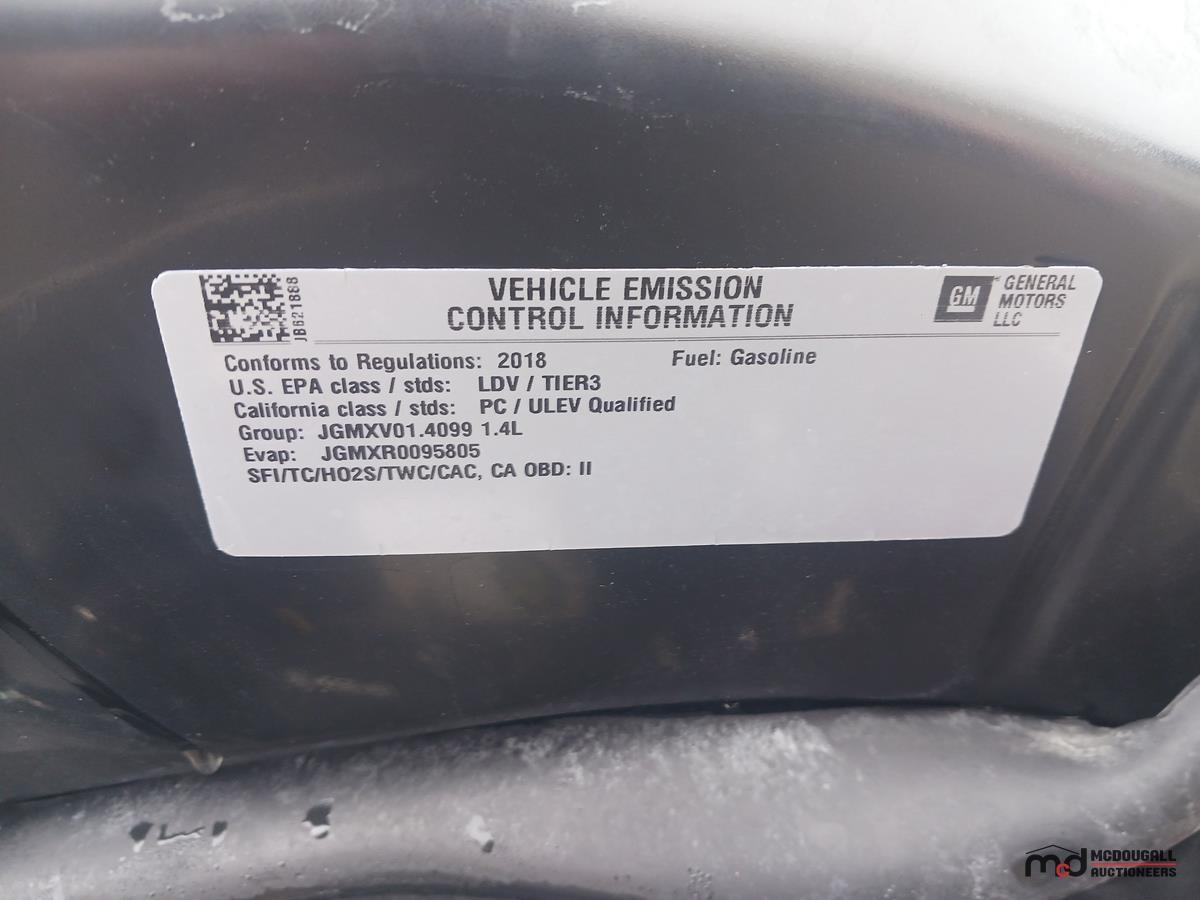 JB621888
VEHICLE EMISSION
CONTROL INFORMATION
GM
GENERAL
MOTORS
LLC
Conforms to Regulations: 2018 Fuel: Gasoline
U.S. EPA class / stds: LDV / TIER3
California class / stds: PC / ULEV Qualified
Group: JGMXV01.4099 1.4L
Evap: JGMXR0095805
SFI/TC/HO2S/TWC/CAC, CA OBD: II
mcd MCDOUGALL
AUCTIONEERS